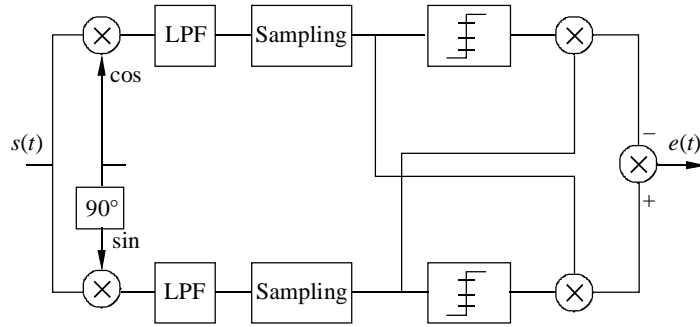 LPF
Sampling
cos
s(t)
−
e(t)
+
90°
sin
LPF
Sampling